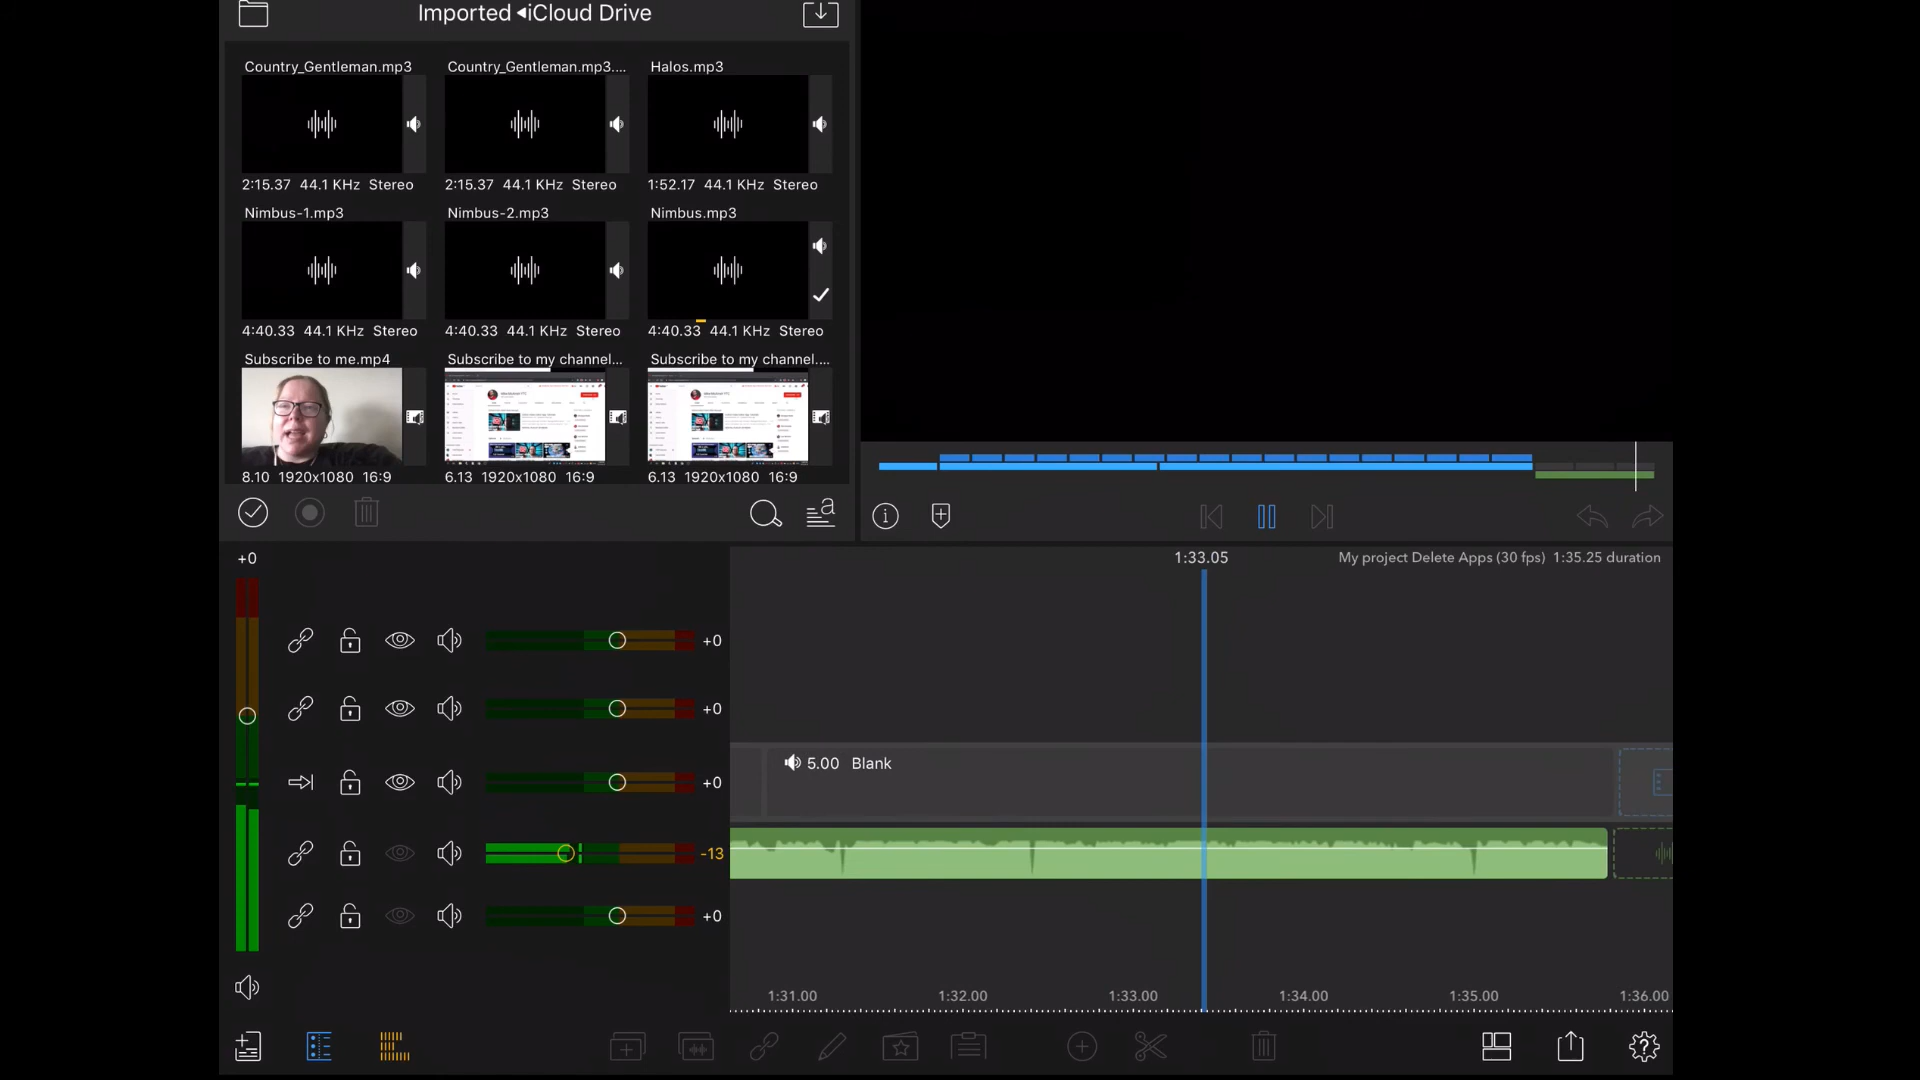 Imported ◂iCloud Drive
Country_Gentleman.mp3
Country_Gentleman.mp3....
Halos.mp3
2:15.37 44.1 KHz Stereo
2:15.37 44.1 KHz Stereo
1:52.17 44.1 KHz Stereo
Nimbus-1.mp3
Nimbus-2.mp3
Nimbus.mp3
4:40.33 44.1 KHz Stereo
4:40.33 44.1 KHz Stereo
4:40.33 44.1 KHz Stereo
Subscribe to me.mp4
Subscribe to my channel...
Subscribe to my channel....
8.10 1920x1080 16:9
6.13 1920x1080 16:9
6.13 1920x1080 16:9
a
+0
1:33.05
My project Delete Apps (30 fps) 1:35.25 duration
+0
+0
5.00 Blank
+0
-13
+0
1:31.00 1:32.00 1:33.00 1:34.00 1:35.00 1:36.00